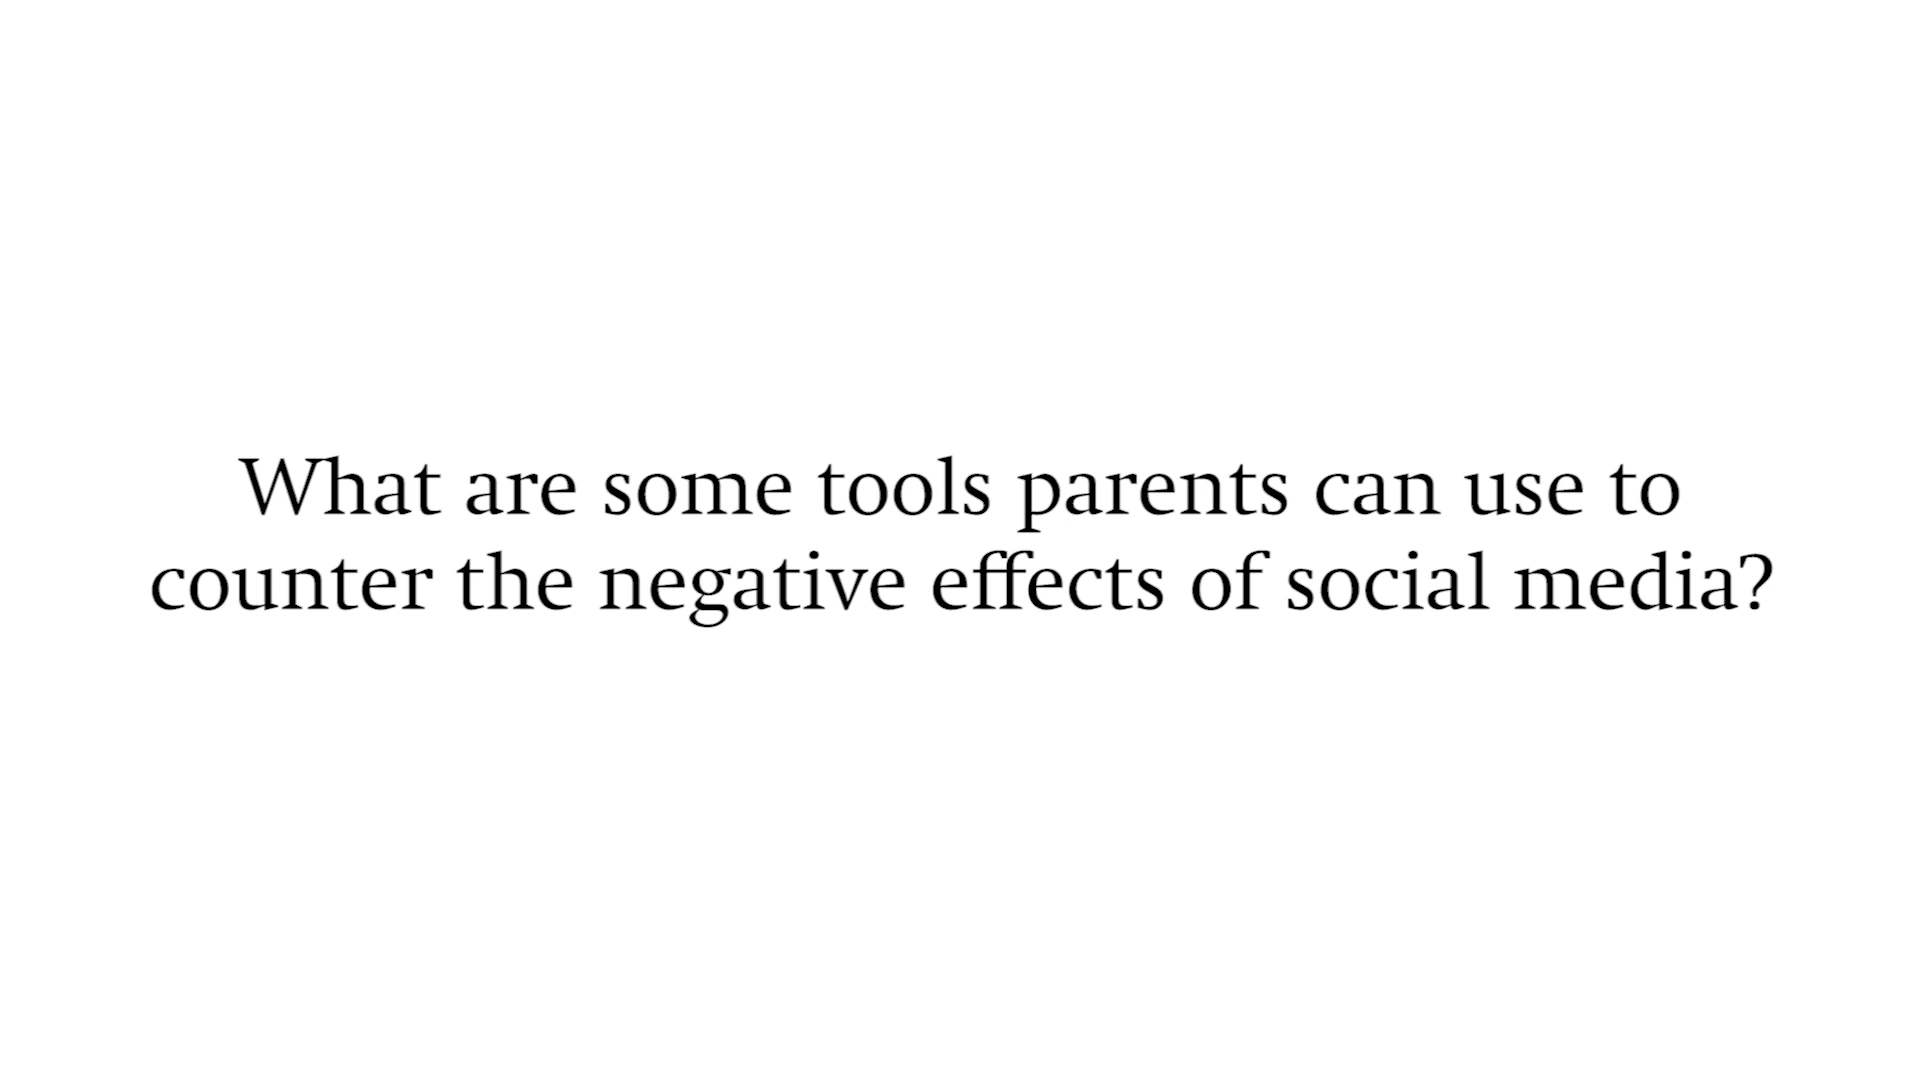 What are some tools parents can use to
counter the negative effects of social media?